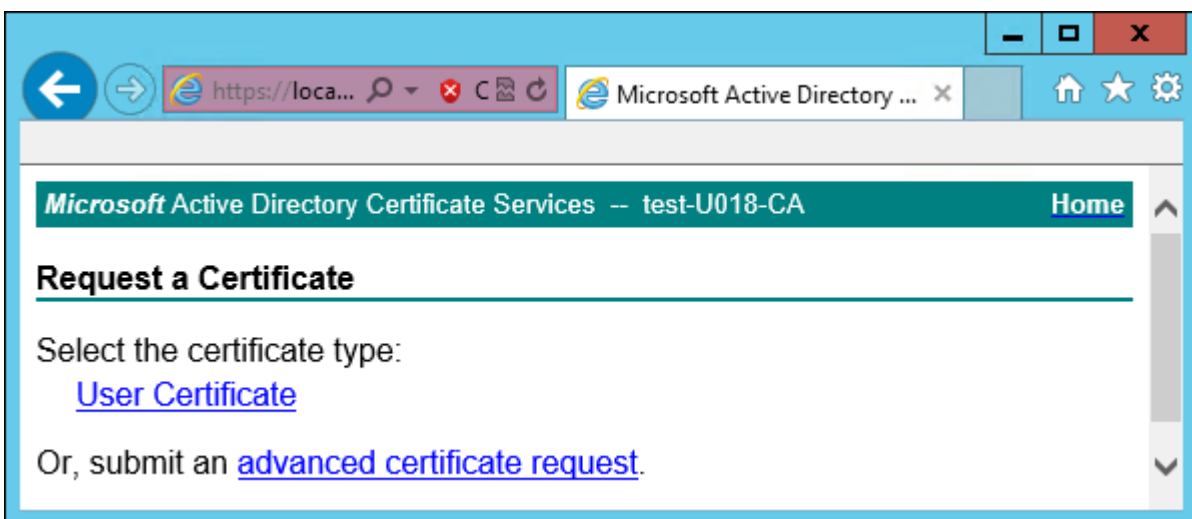 https://loca... C Microsoft Active Directory ...
Microsoft Active Directory Certificate Services -- test-U018-CA Home
Request a Certificate
Select the certificate type:
User Certificate
Or, submit an advanced certificate request.